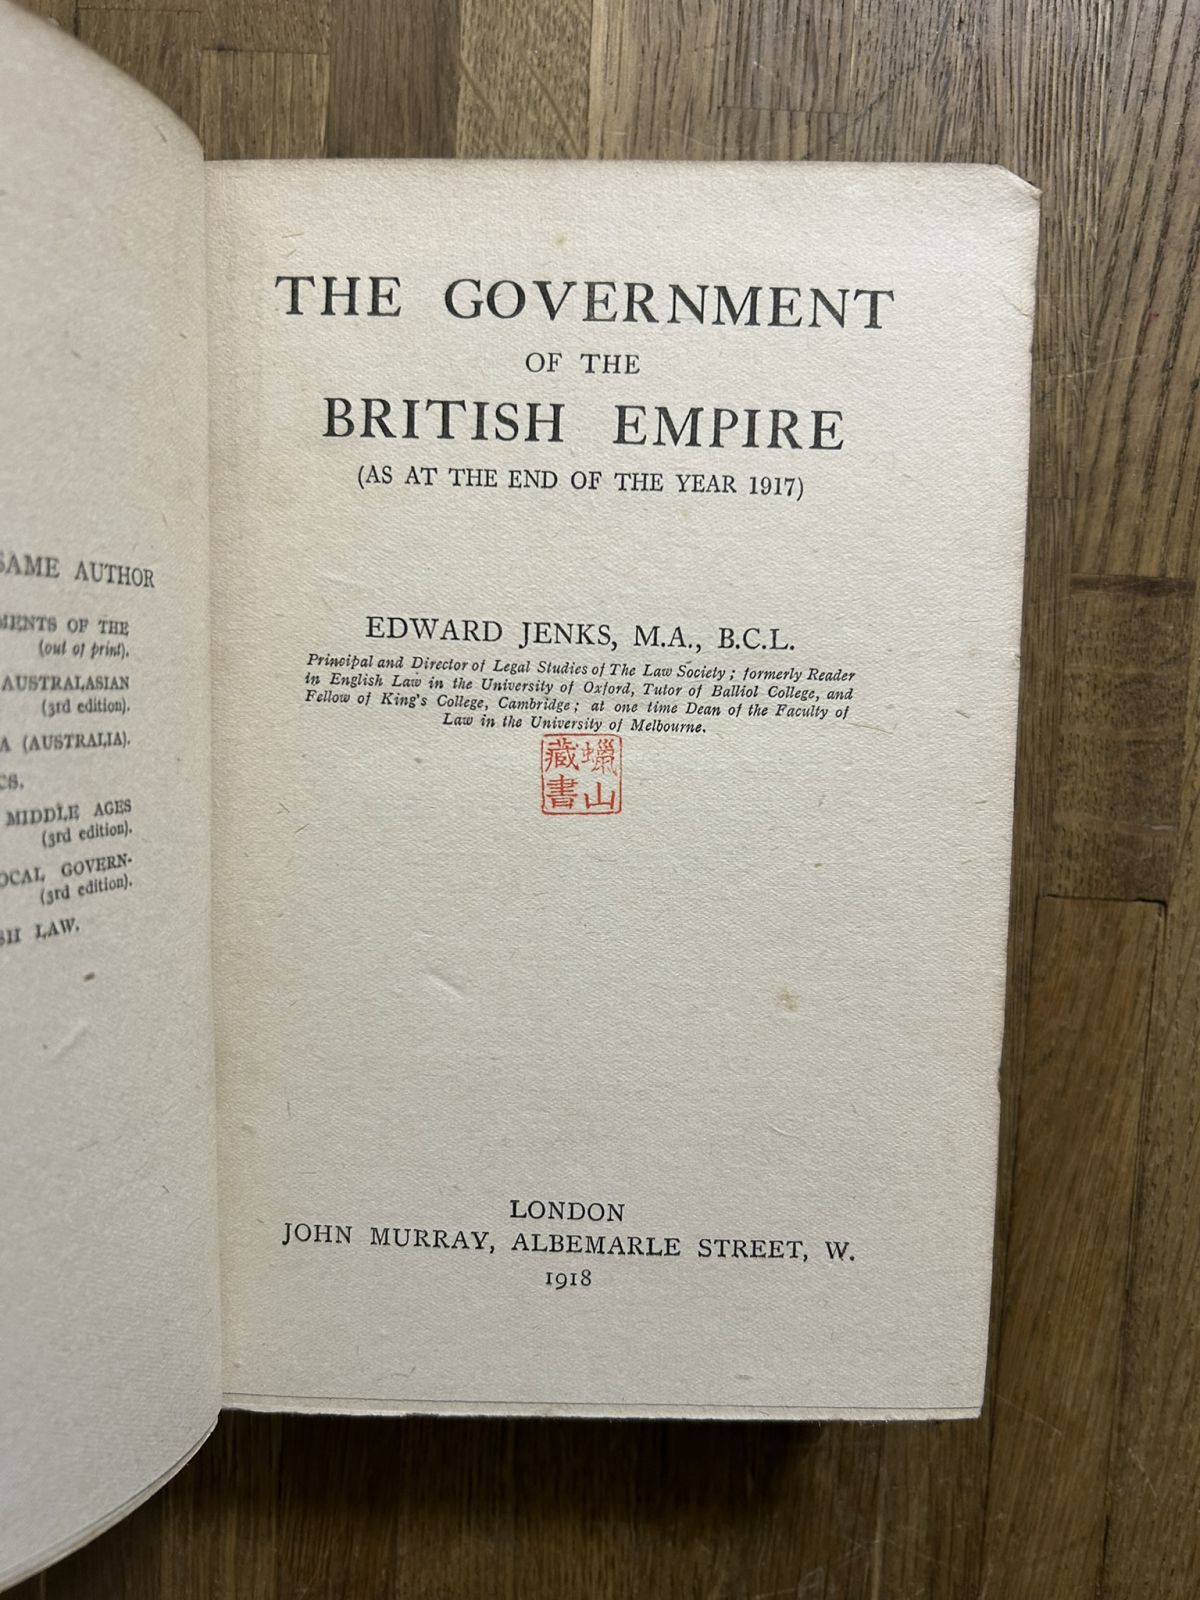 SAME AUTHOR
OF THE
(out of print).
AUSTRALASIAN
(3rd edition).
(AUSTRALIA).
MIDDLE AGES
(3rd edition).
(3rd edition).
LAW.
THE GOVERNMENT
OF THE
BRITISH EMPIRE
(AS AT THE END OF THE YEAR 1917)
EDWARD JENKS, M.A., B.C.L.
Principal and Director of Legal Studies of The Law Society; formerly Reader
in English Law in the University of Oxford, Tutor of Balliol College, and
Fellow of King's College, Cambridge; at one time Dean of the Faculty of
Law in the University of Melbourne.
蠟山
藏書
LONDON
JOHN MURRAY, ALBEMARLE STREET, W.
1918